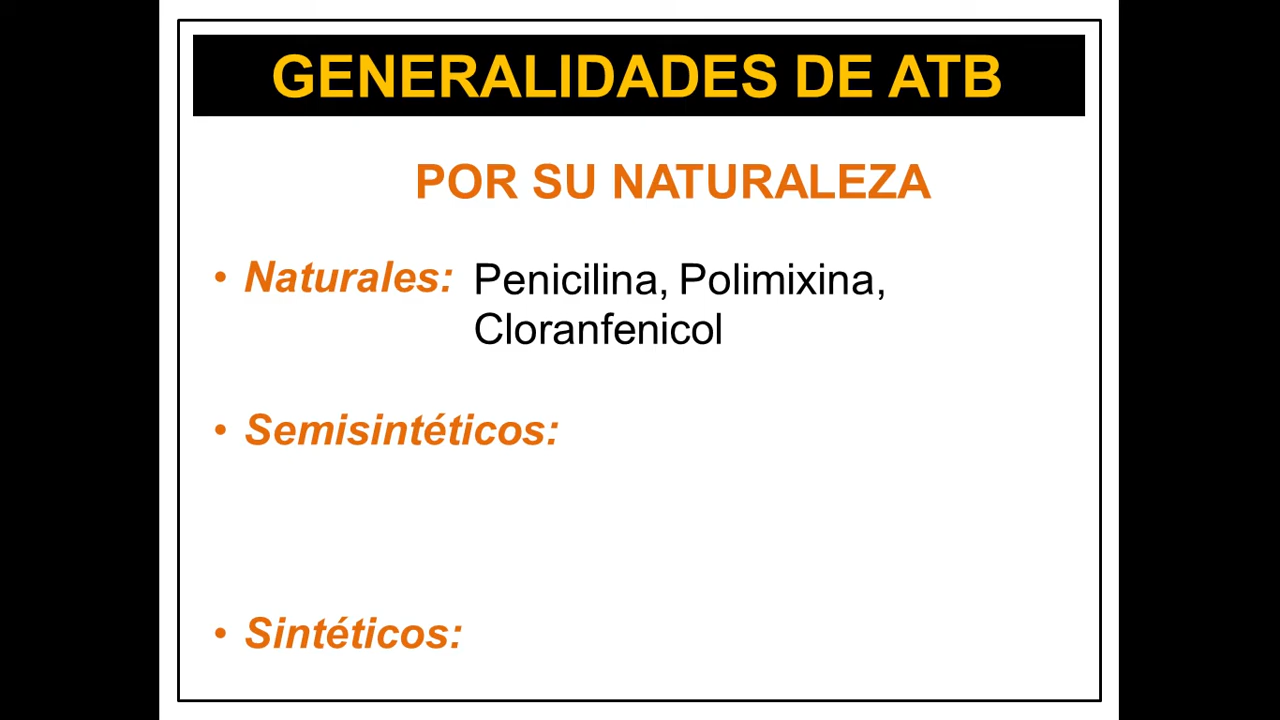 GENERALIDADES DE ATB
POR SU NATURALEZA
• Naturales: Penicilina, Polimixina,
Cloranfenicol
• Semisintéticos:
• Sintéticos: